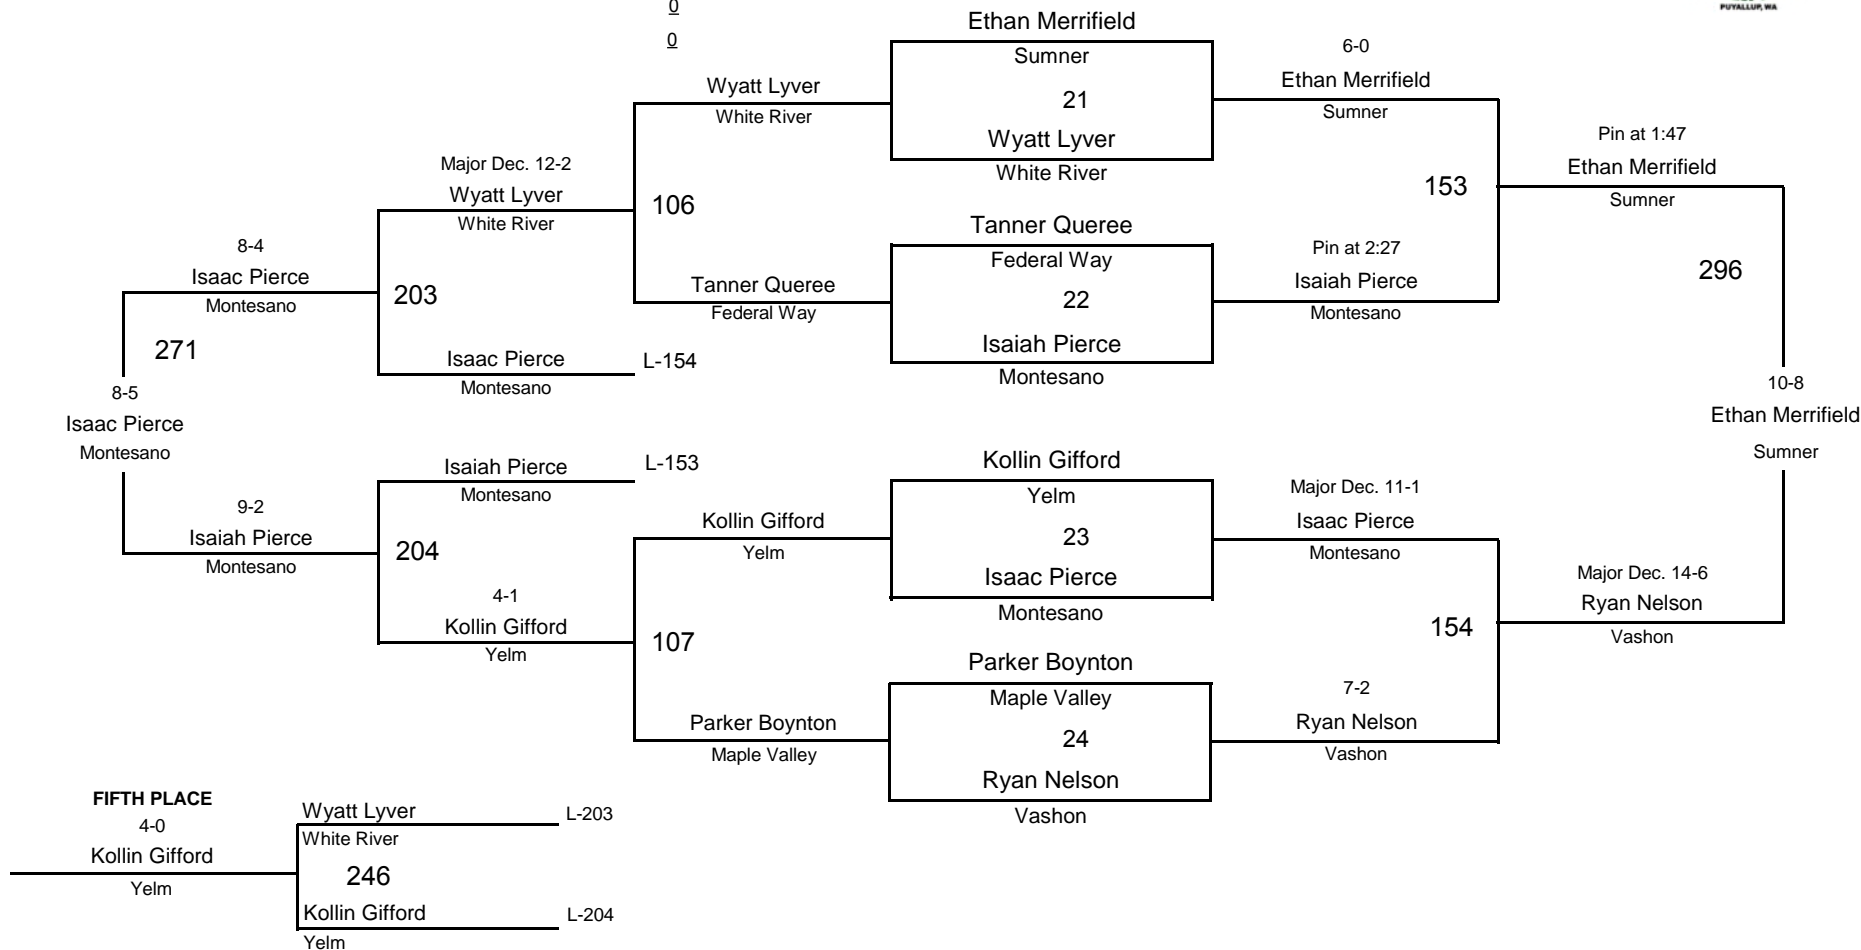 0
0
PUYALLUP, WA
Ethan Merrifield
Sumner
21
Wyatt Lyver
White River
6-0
Ethan Merrifield
Sumner
Wyatt Lyver
White River
Pin at 1:47
Ethan Merrifield
Sumner
153
Major Dec. 12-2
Wyatt Lyver
White River
106
Tanner Queree
Federal Way
22
Isaiah Pierce
Montesano
Pin at 2:27
Isaiah Pierce
Montesano
296
8-4
Isaac Pierce
Montesano
203
Tanner Queree
Federal Way
271
Isaac Pierce
Montesano
L-154
8-5
Isaac Pierce
Montesano
10-8
Ethan Merrifield
Sumner
Isaiah Pierce
Montesano
L-153
Kollin Gifford
Yelm
23
Isaac Pierce
Montesano
Major Dec. 11-1
Isaac Pierce
Montesano
9-2
Isaiah Pierce
Montesano
204
Kollin Gifford
Yelm
4-1
Kollin Gifford
Yelm
107
Major Dec. 14-6
Ryan Nelson
Vashon
154
Parker Boynton
Maple Valley
24
Ryan Nelson
Vashon
7-2
Ryan Nelson
Vashon
Parker Boynton
Maple Valley
FIFTH PLACE
4-0
Kollin Gifford
Yelm
Wyatt Lyver
White River
L-203
246
Kollin Gifford
Yelm
L-204